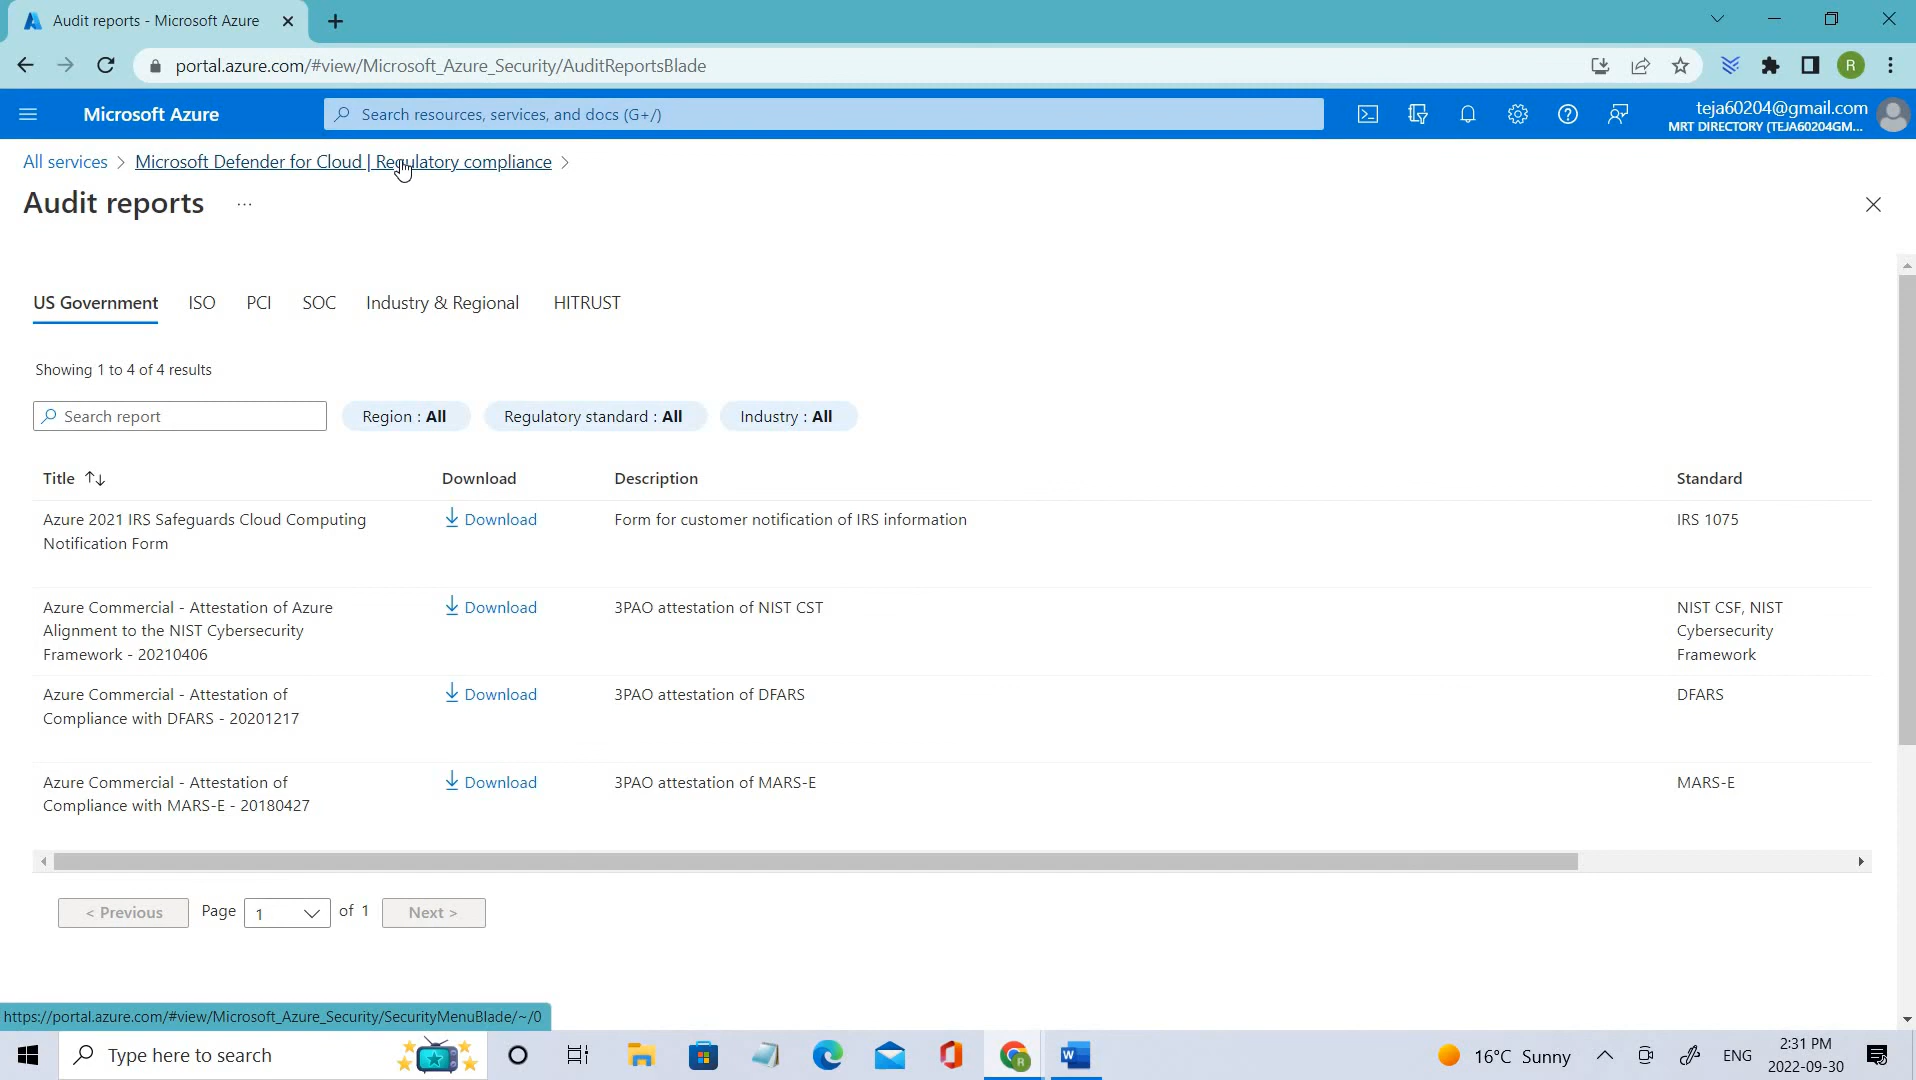 Audit reports - Microsoft Azure
portal.azure.com/#view/Microsoft_Azure_Security/AuditReportsBlade
R
Microsoft Azure
Search resources, services, and docs (G+/)
teja60204@gmail.com
MRT DIRECTORY (TEJA60204GM...
All services > Microsoft Defender for Cloud | Regulatory compliance >
Audit reports ...
US Government ISO PCI SOC Industry & Regional HITRUST
Showing 1 to 4 of 4 results
Search report Region : All Regulatory standard : All Industry : All
Title Download Description Standard
Azure 2021 IRS Safeguards Cloud Computing Download Form for customer notification of IRS information IRS 1075
Notification Form
Azure Commercial - Attestation of Azure Download 3PAO attestation of NIST CST NIST CSF, NIST
Alignment to the NIST Cybersecurity Cybersecurity
Framework - 20210406 Framework
Azure Commercial - Attestation of Download 3PAO attestation of DFARS DFARS
Compliance with DFARS - 20201217
Azure Commercial - Attestation of Download 3PAO attestation of MARS-E MARS-E
Compliance with MARS-E - 20180427
< Previous Page 1 of 1 Next >
https://portal.azure.com/#view/Microsoft_Azure_Security/SecurityMenuBlade/~/0
Type here to search
16°C Sunny
ENG
2:31 PM
2022-09-30